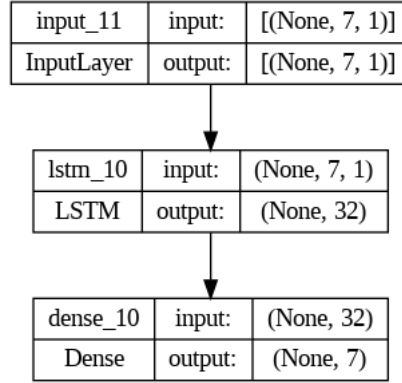 input_11 input: [(None, 7, 1)]
InputLayer output: [(None, 7, 1)]
lstm_10 input: (None, 7, 1)
LSTM output: (None, 32)
dense_10 input: (None, 32)
Dense output: (None, 7)